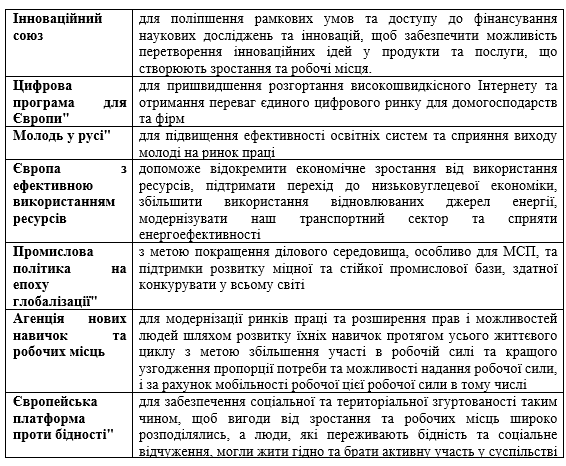 Інноваційний союз
для поліпшення рамкових умов та доступу до фінансування
наукових досліджень та інновацій, щоб забезпечити можливість
перетворення інноваційних ідей у продукти та послуги, що
створюють зростання та робочі місця.
Цифрова
програма для
Європи"
для пришвидшення розгортання високошвидкісного Інтернету та
отримання переваг єдиного цифрового ринку для домогосподарств
та фірм
Молодь у русі"
для підвищення ефективності освітніх систем та сприяння виходу
молоді на ринок праці
Європа з
ефективною
використанням
ресурсів
допоможе відокремити економічне зростання від використання
ресурсів, підтримати перехід до низьковуглецевої економіки,
збільшити використання відновлюваних джерел енергії,
модернізувати наш транспортний сектор та сприяти
енергоефективності
Промислова
політика на
епоху
глобалізації"
з метою покращення ділового середовища, особливо для МСП, та
підтримки розвитку міцної та стійкої промислової бази, здатної
конкурувати у всьому світі
Агенція нових
навичок та
робочих місць
для модернізації ринків праці та розширення прав і можливостей
людей шляхом розвитку їхніх навичок протягом усього життєвого
циклу з метою збільшення участі в робочій силі та кращого
узгодження пропорції потреби та можливості надання робочої сили,
і за рахунок мобільності робочої цієї робочої сили в тому числі
Європейська
платформа
проти бідності"
для забезпечення соціальної та територіальної згуртованості таким
чином, щоб вигоди від зростання та робочих місць широко
розподілялись, а люди, які переживають бідність та соціальне
відчуження, могли жити гідно та брати активну участь у суспільстві